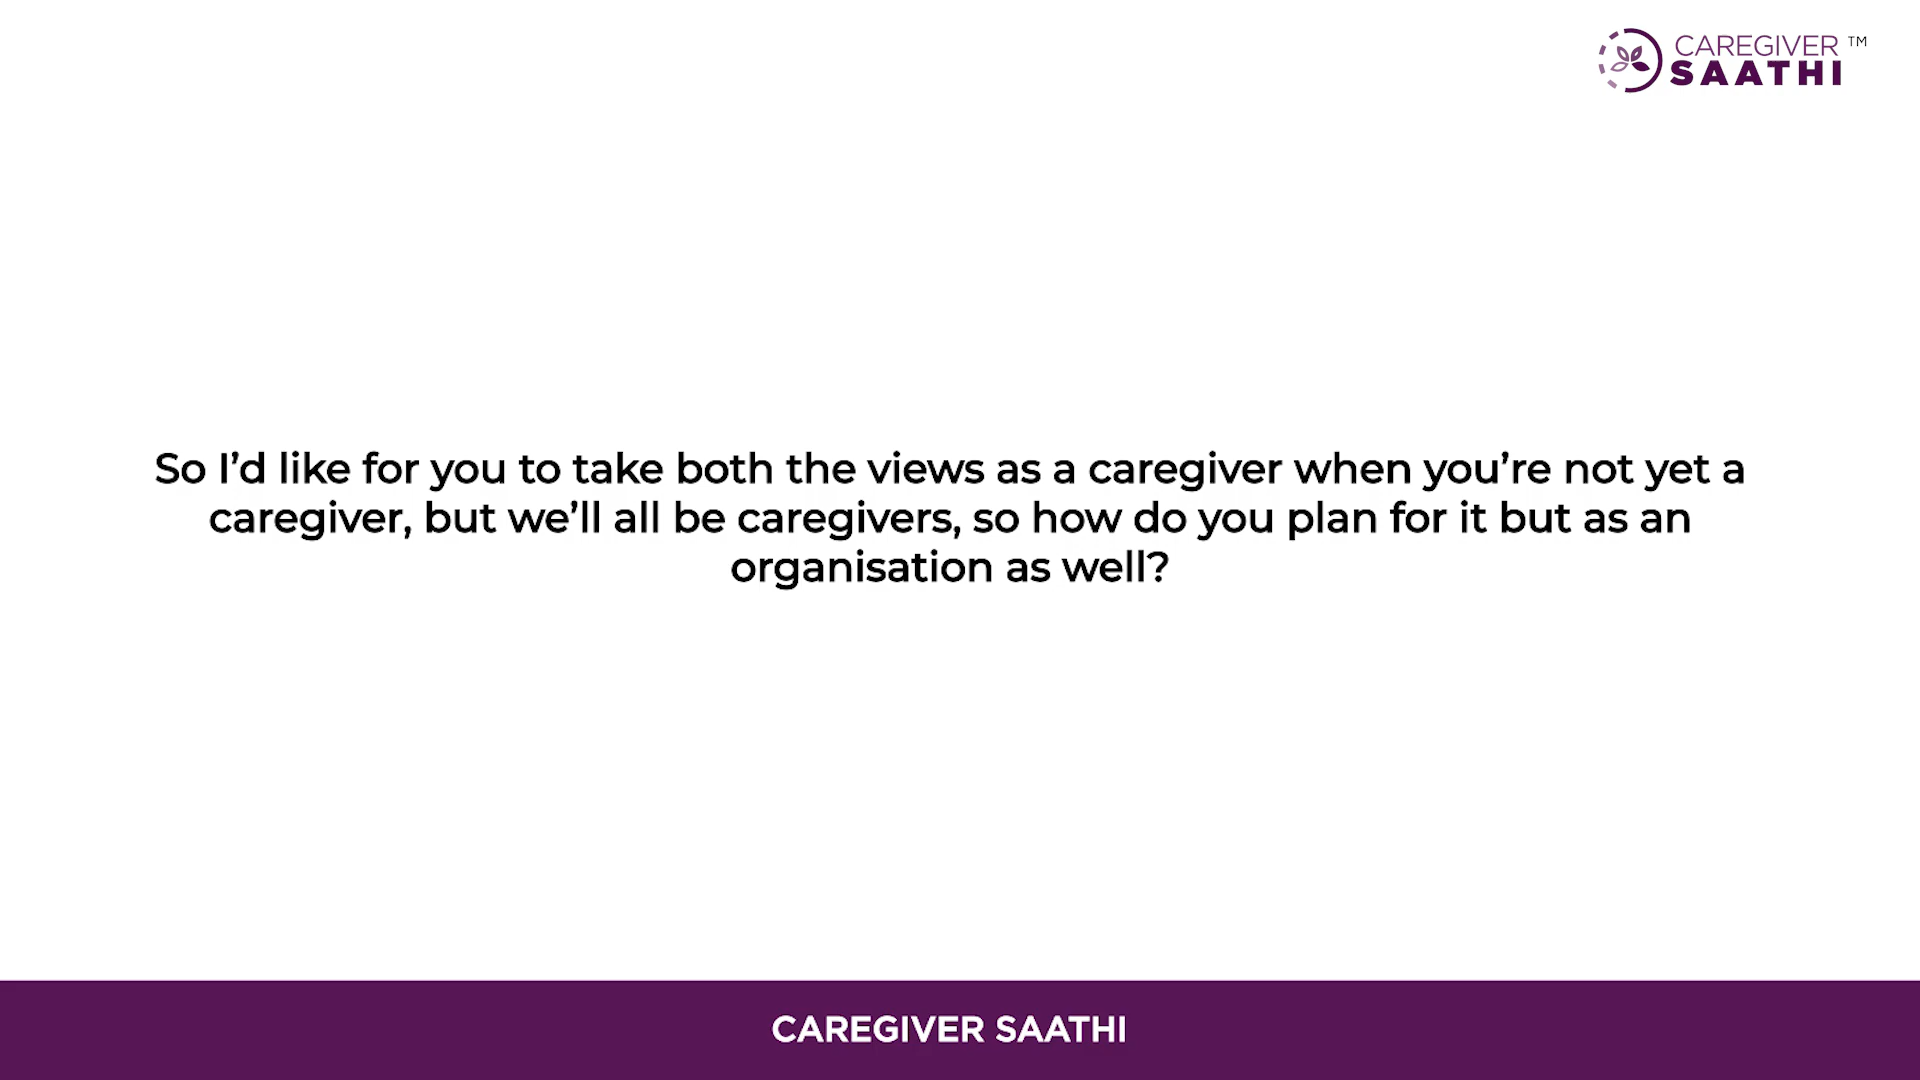 CAREGIVER TM
SAATHI
So I’d like for you to take both the views as a caregiver when you’re not yet a
caregiver, but we’ll all be caregivers, so how do you plan for it but as an
organisation as well?
CAREGIVER SAATHI